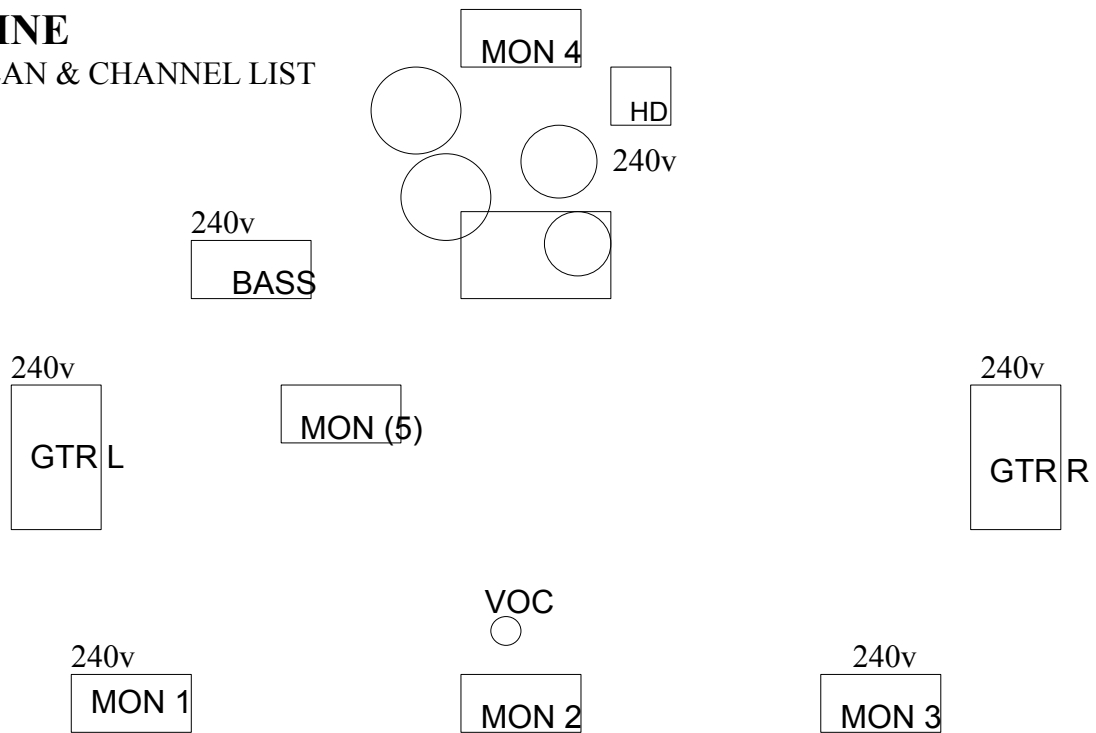 INE
AN & CHANNEL LIST
MON 4
HD
240v
240v
BASS
240v
GTR L
MON (5)
240v
GTR R
VOC
240v
MON 1
MON 2
240v
MON 3